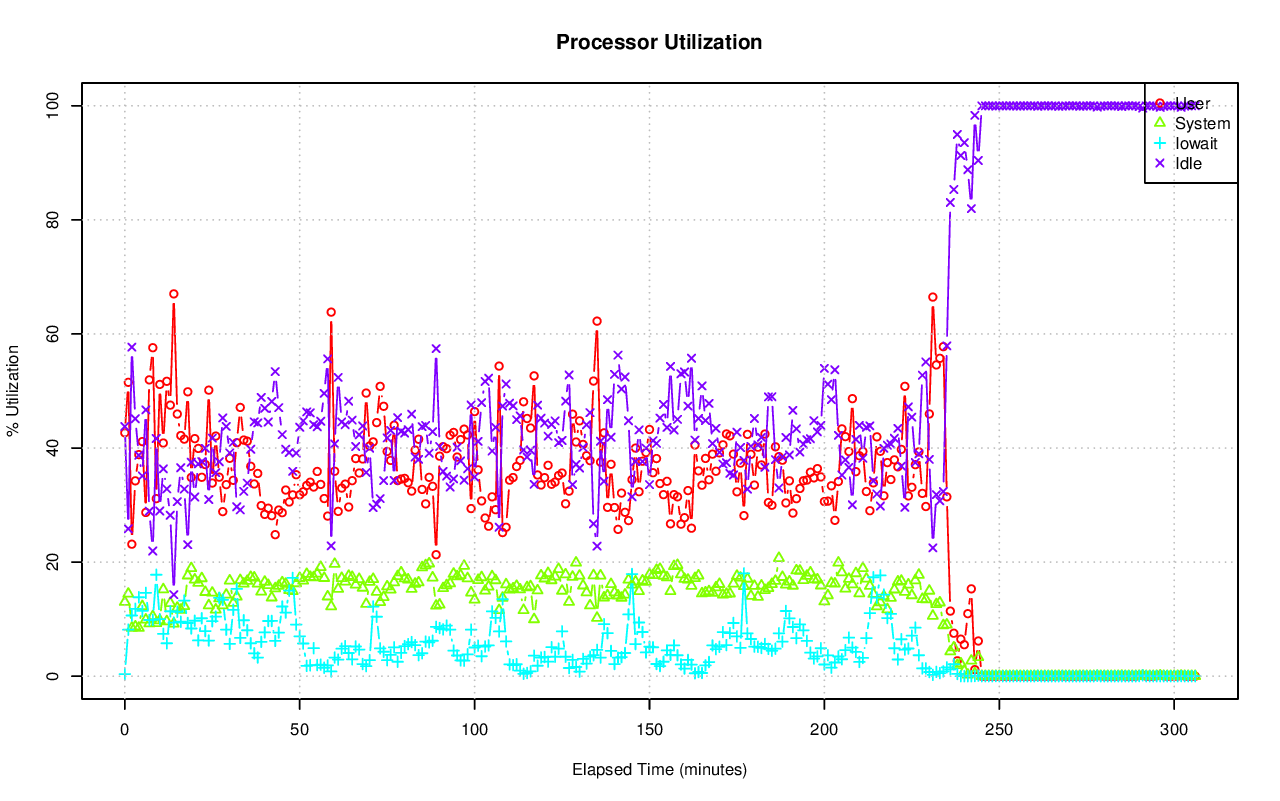 Processor Utilization
% Utilization
100
80
60
40
20
0
User
System
Iowait
Idle
0 50 100 150 200 250 300
Elapsed Time (minutes)